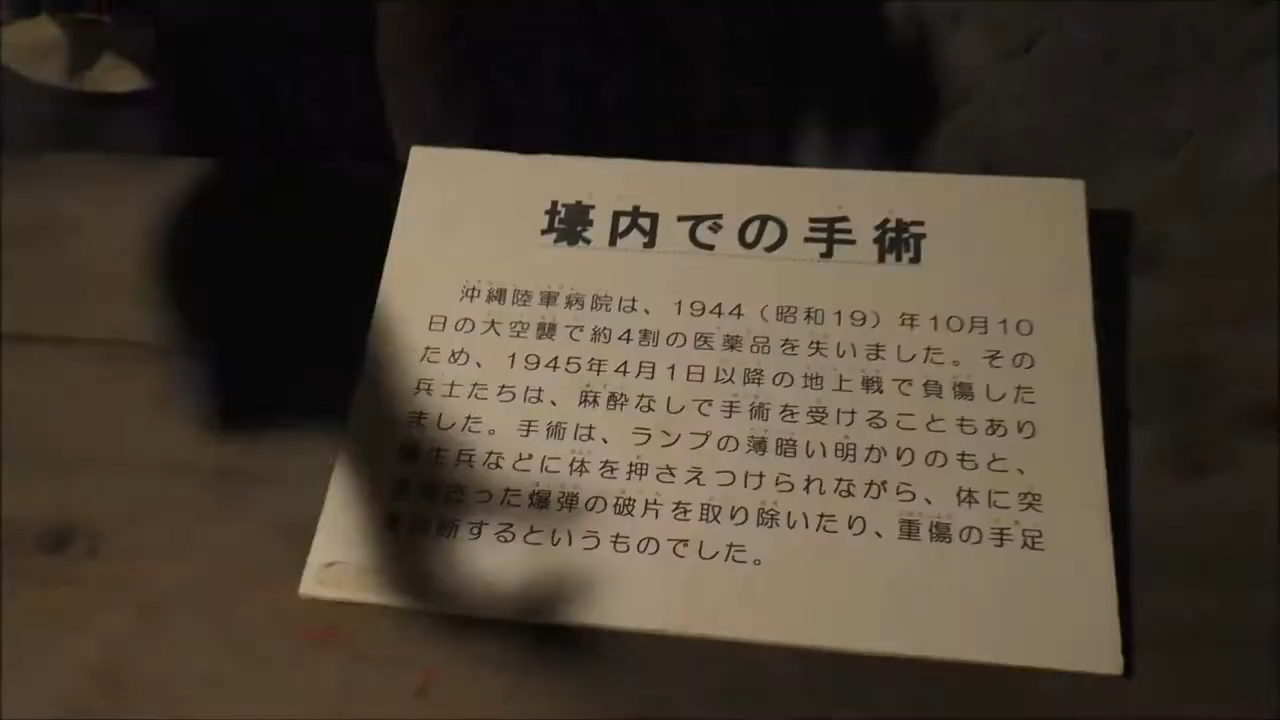 壕内での手術
沖縄陸軍病院は、1944（昭和19）年10月10
日の大空襲で約4割の医薬品を失いました。その
ため、1945年4月1日以降の地上戦で負傷した
兵士たちは、麻酔なしで手術を受けることもあり
ました。手術は、ランプの薄暗い明かりのもと、
生兵などに体を押さえつけられながら、体に突
さった爆弾の破片を取り除いたり、重傷の手足
断するというものでした。